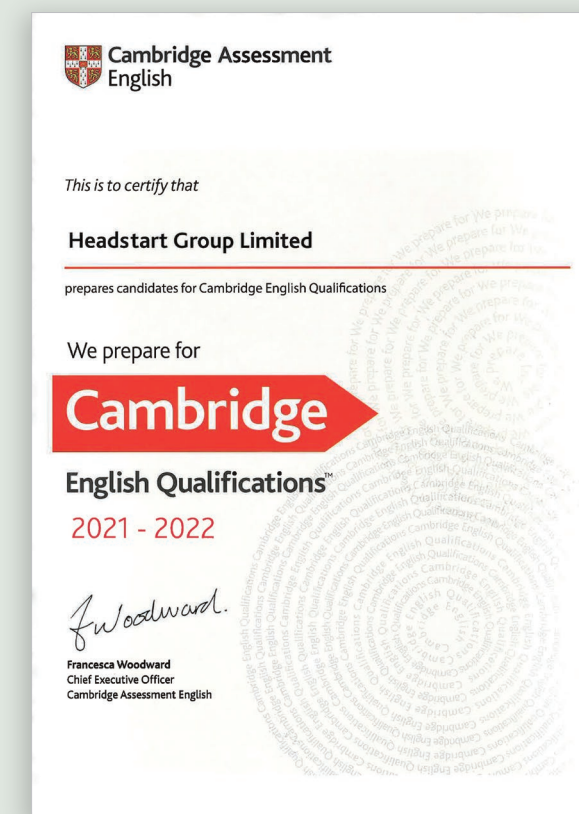 Cambridge Assessment
English
This is to certify that
Headstart Group Limited
prepares candidates for Cambridge English Qualifications
We prepare for
Cambridge
English Qualifications™
2021 - 2022
FWoodward.
Francesca Woodward
Chief Executive Officer
Cambridge Assessment English